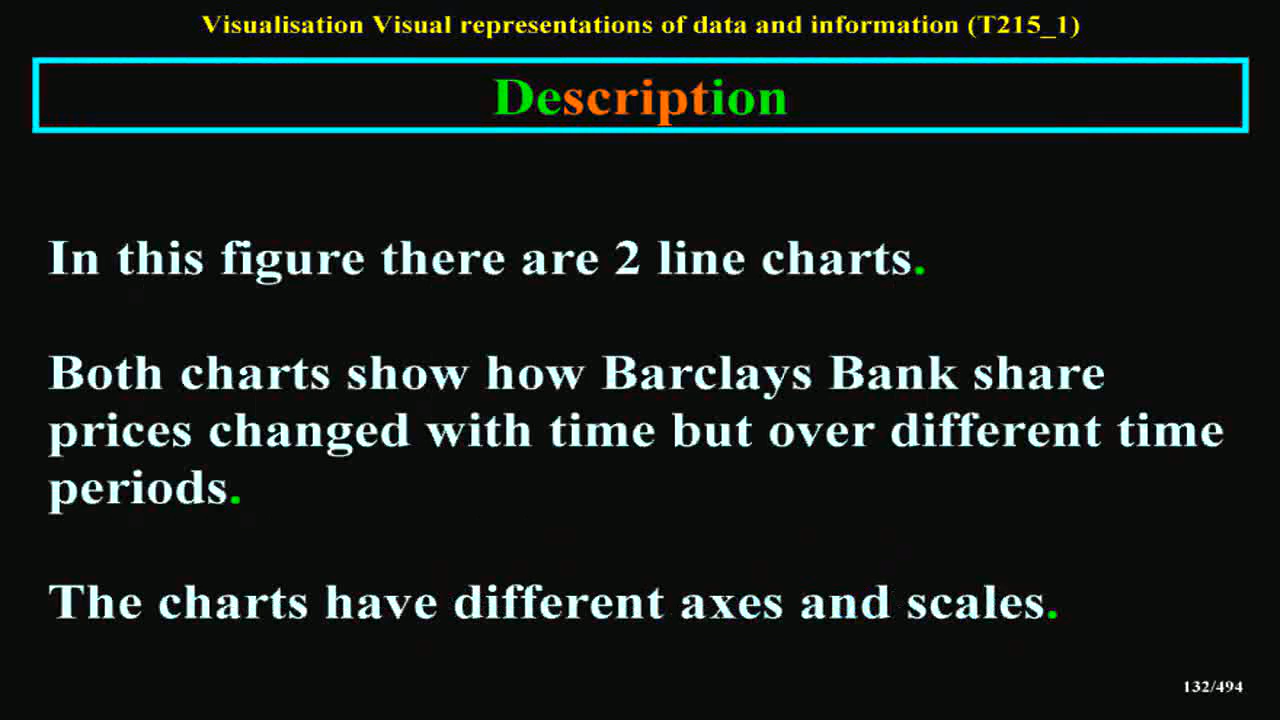 Visualisation Visual representations of data and information (T215_1)
Description
In this figure there are 2 line charts.
Both charts show how Barclays Bank share
prices changed with time but over different time
periods.
The charts have different axes and scales.
132/494